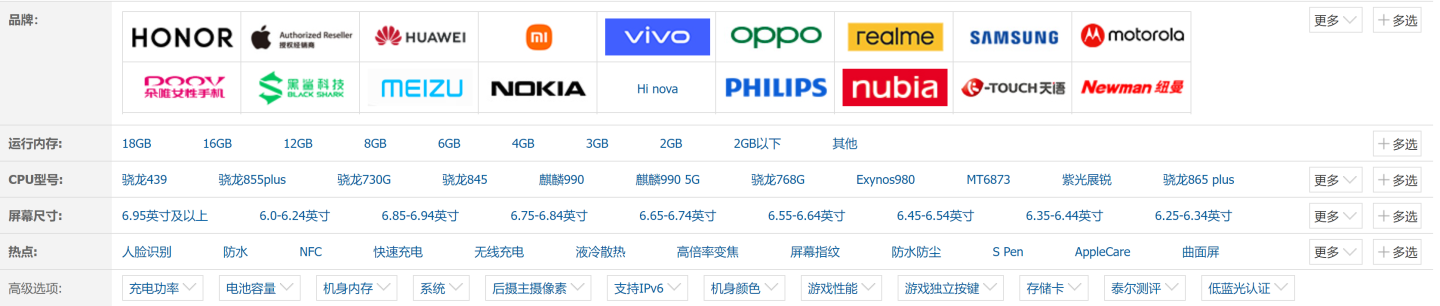 品牌: HONOR Authorized Reseller 授权经销商 HUAWEI mi vivo oppo realme SAMSUNG motorola 更多 多选
DOOV 朵唯女性手机 黑鲨科技 BLACK SHARK MEIZU NOKIA Hi nova PHILIPS nubia K-TOUCH天语 Newman 纽曼
运行内存: 18GB 16GB 12GB 8GB 6GB 4GB 3GB 2GB 2GB以下 其他 多选
CPU型号: 骁龙439 骁龙855plus 骁龙730G 骁龙845 麒麟990 麒麟990 5G 骁龙768G Exynos980 MT6873 紫光展锐 骁龙865 plus 更多 多选
屏幕尺寸: 6.95英寸及以上 6.0-6.24英寸 6.85-6.94英寸 6.75-6.84英寸 6.65-6.74英寸 6.55-6.64英寸 6.45-6.54英寸 6.35-6.44英寸 6.25-6.34英寸 更多 多选
热点: 人脸识别 防水 NFC 快速充电 无线充电 液冷散热 高倍率变焦 屏幕指纹 防水防尘 S Pen AppleCare 曲面屏 更多 多选
高级选项: 充电功率 电池容量 机身内存 系统 后摄主摄像素 支持IPv6 机身颜色 游戏性能 游戏独立按键 存储卡 泰尔测评 低蓝光认证